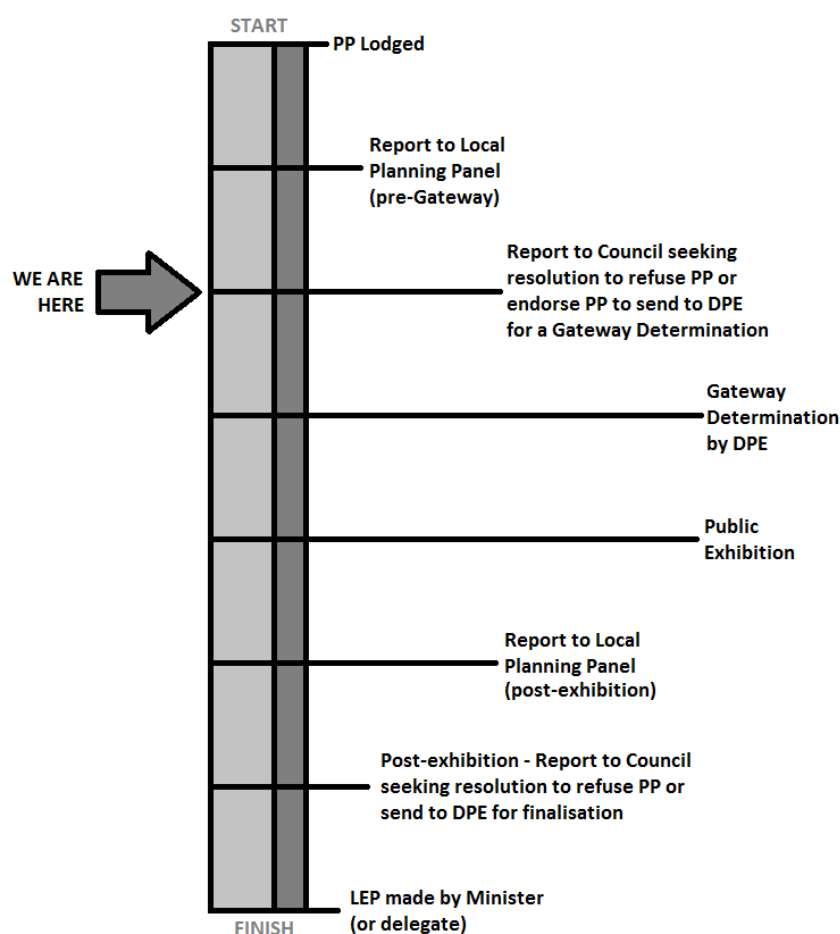 START
PP Lodged
Report to Local
Planning Panel
(pre-Gateway)
WE ARE
HERE
Report to Council seeking
resolution to refuse PP or
endorse PP to send to DPE
for a Gateway Determination
Gateway
Determination
by DPE
Public
Exhibition
Report to Local
Planning Panel
(post-exhibition)
Post-exhibition - Report to Council
seeking resolution to refuse PP or
send to DPE for finalisation
LEP made by Minister
(or delegate)
FINISH